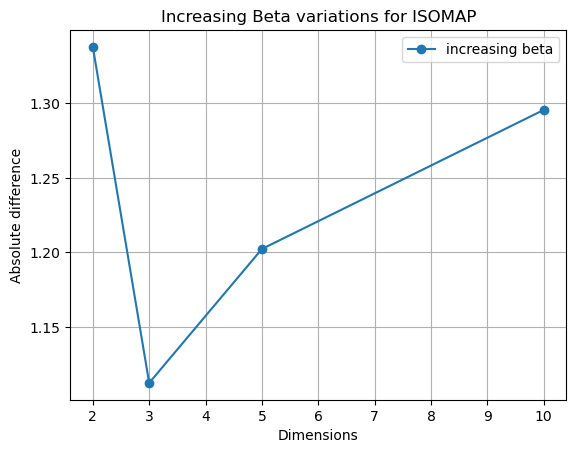 Increasing Beta variations for ISOMAP
increasing beta
Absolute difference
1.30
1.25
1.20
1.15
2 3 4 5 6 7 8 9 10
Dimensions